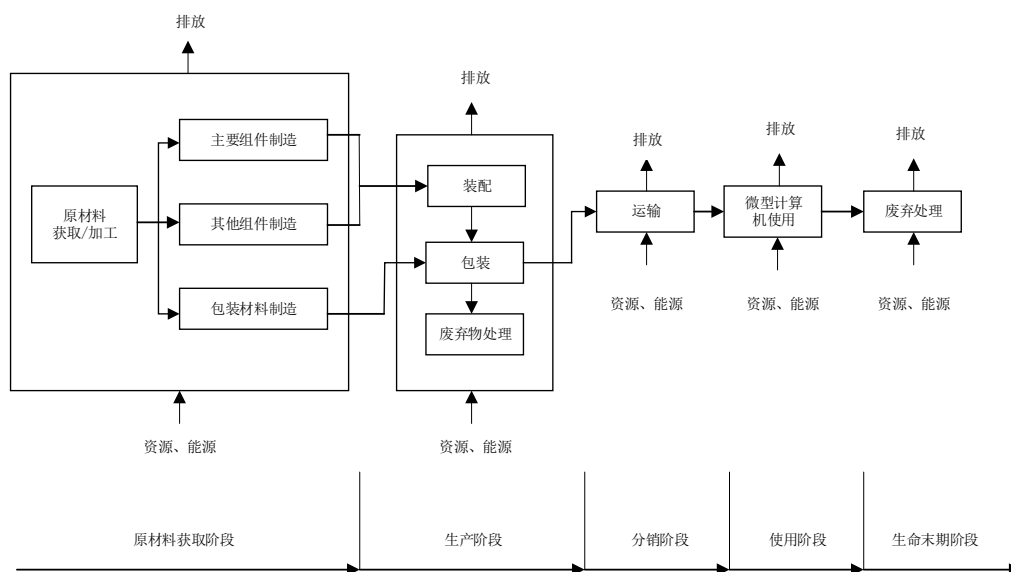 排放
主要组件制造
原材料
获取/加工
其他组件制造
包装材料制造
资源、能源
排放
装配
包装
废弃物处理
资源、能源
排放
运输
资源、能源
排放
微型计算
机使用
资源、能源
排放
废弃处理
资源、能源
原材料获取阶段
生产阶段
分销阶段
使用阶段
生命末期阶段